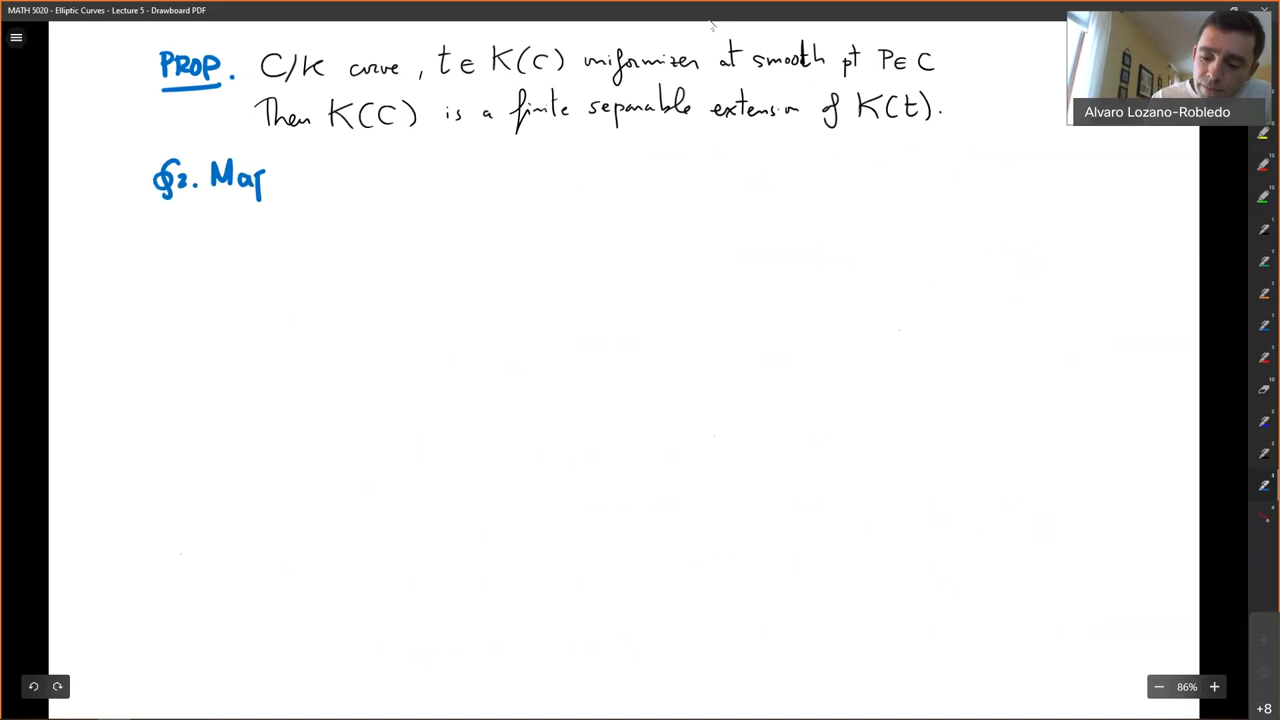 MATH 5020 - Elliptic Curves - Lecture 5 - Drawboard PDF
PROP. C/K curve, t ∈ K(C) uniformizer at smooth pt P ∈ C
Then K(C) is a finite separable extension of K(t).
§2. Map
Alvaro Lozano-Robledo
86%
+8